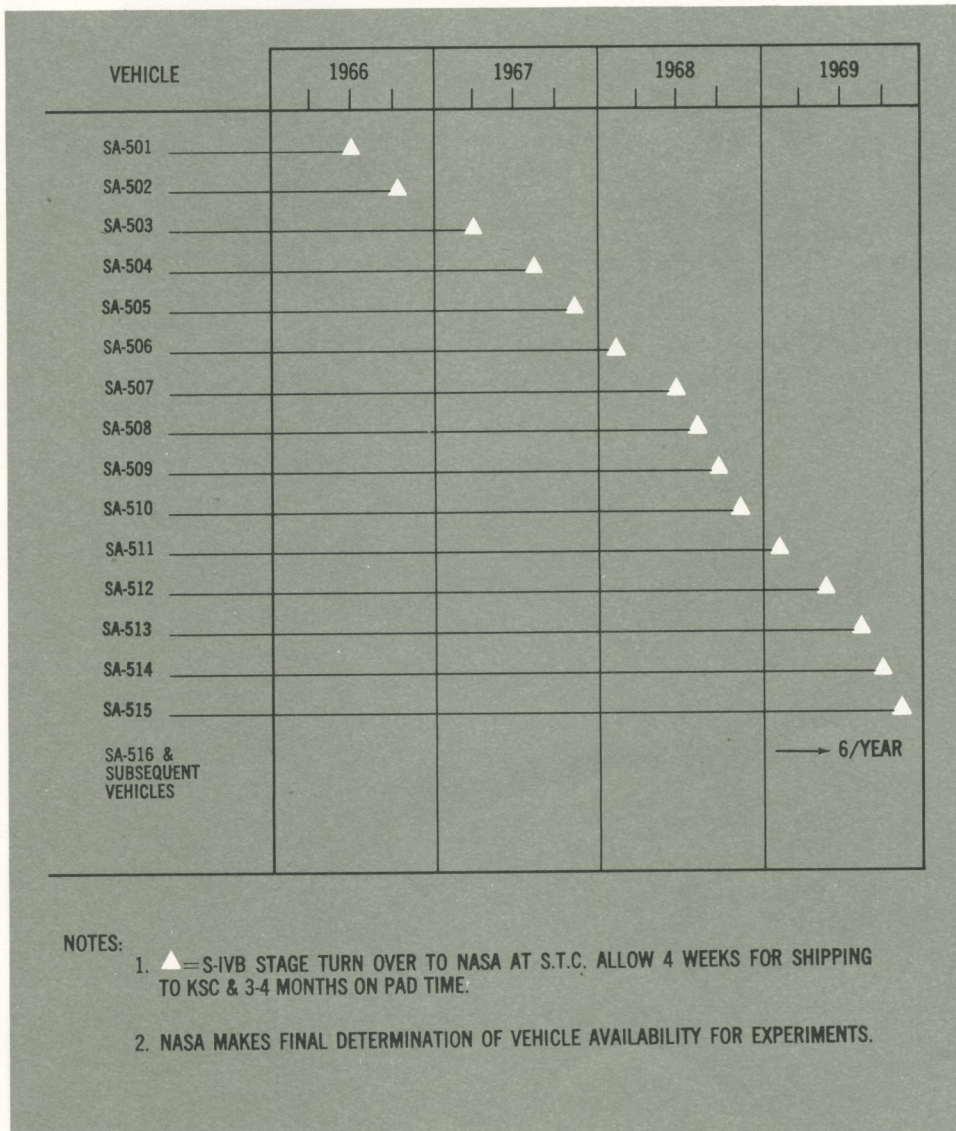 VEHICLE 1966 1967 1968 1969
SA-501
SA-502
SA-503
SA-504
SA-505
SA-506
SA-507
SA-508
SA-509
SA-510
SA-511
SA-512
SA-513
SA-514
SA-515
SA-516 &
SUBSEQUENT
VEHICLES
6/YEAR
NOTES:
1. ▲=S-IVB STAGE TURN OVER TO NASA AT S.T.C. ALLOW 4 WEEKS FOR SHIPPING
TO KSC & 3-4 MONTHS ON PAD TIME.
2. NASA MAKES FINAL DETERMINATION OF VEHICLE AVAILABILITY FOR EXPERIMENTS.